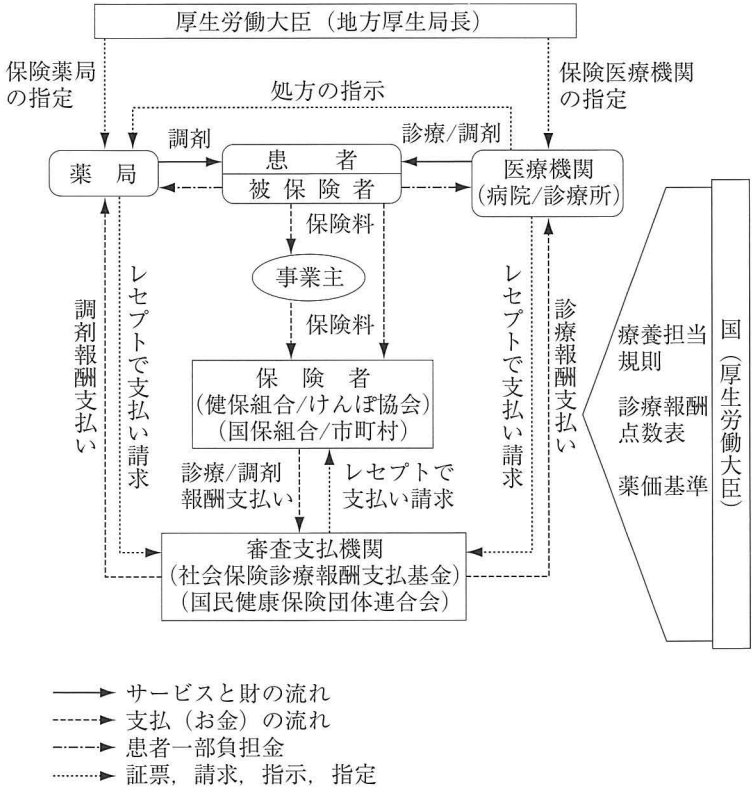 厚生労働大臣（地方厚生局長）
保険薬局
の指定
処方の指示
保険医療機関
の指定
調剤
診療/調剤
薬　局
患　者
被保険者
医療機関
(病院/診療所)
保険料
事業主
保険料
調剤報酬支払い
レセプトで支払い請求
レセプトで支払い請求
診療報酬支払い
保　険　者
(健保組合/けんぽ協会)
(国保組合/市町村)
診療/調剤
報酬支払い
レセプトで
支払い請求
審査支払機関
(社会保険診療報酬支払基金)
(国民健康保険団体連合会)
療養担当
規則
診療報酬
点数表
薬価基準
国（厚生労働大臣）
サービスと財の流れ
支払（お金）の流れ
患者一部負担金
証票，請求，指示，指定